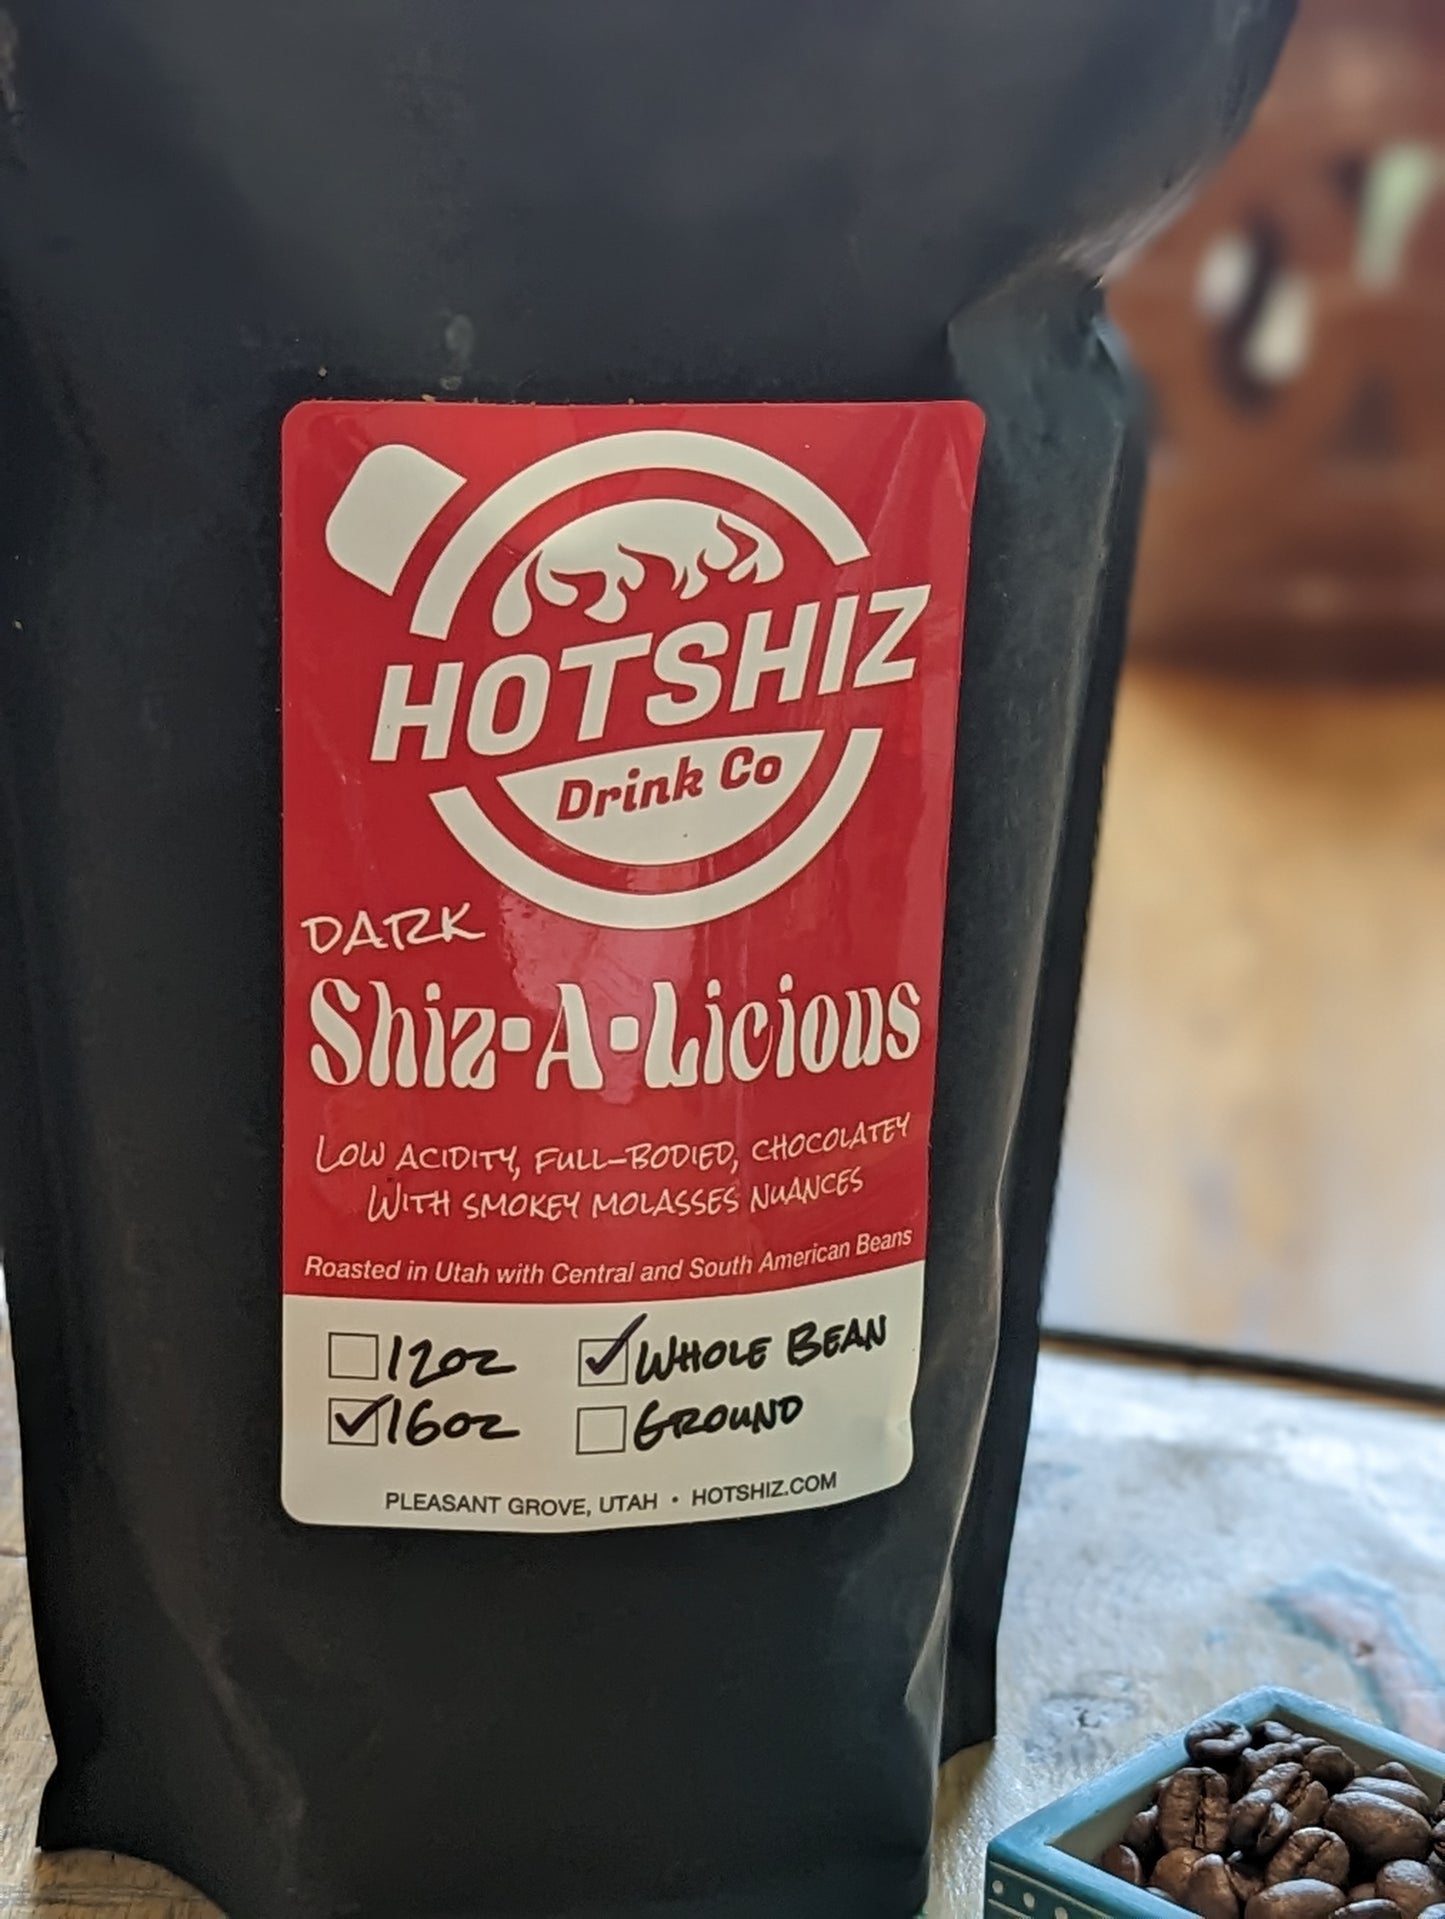 HOTSHIZ
Drink Co
DARK
Shiz-A-Licious
LOW ACIDITY, FULL-BODIED, CHOCOLATEY
WITH SMOKEY MOLASSES NUANCES
Roasted in Utah with Central and South American Beans
12oz
WHOLE BEAN
16oz
GROUND
PLEASANT GROVE, UTAH • HOTSHIZ.COM